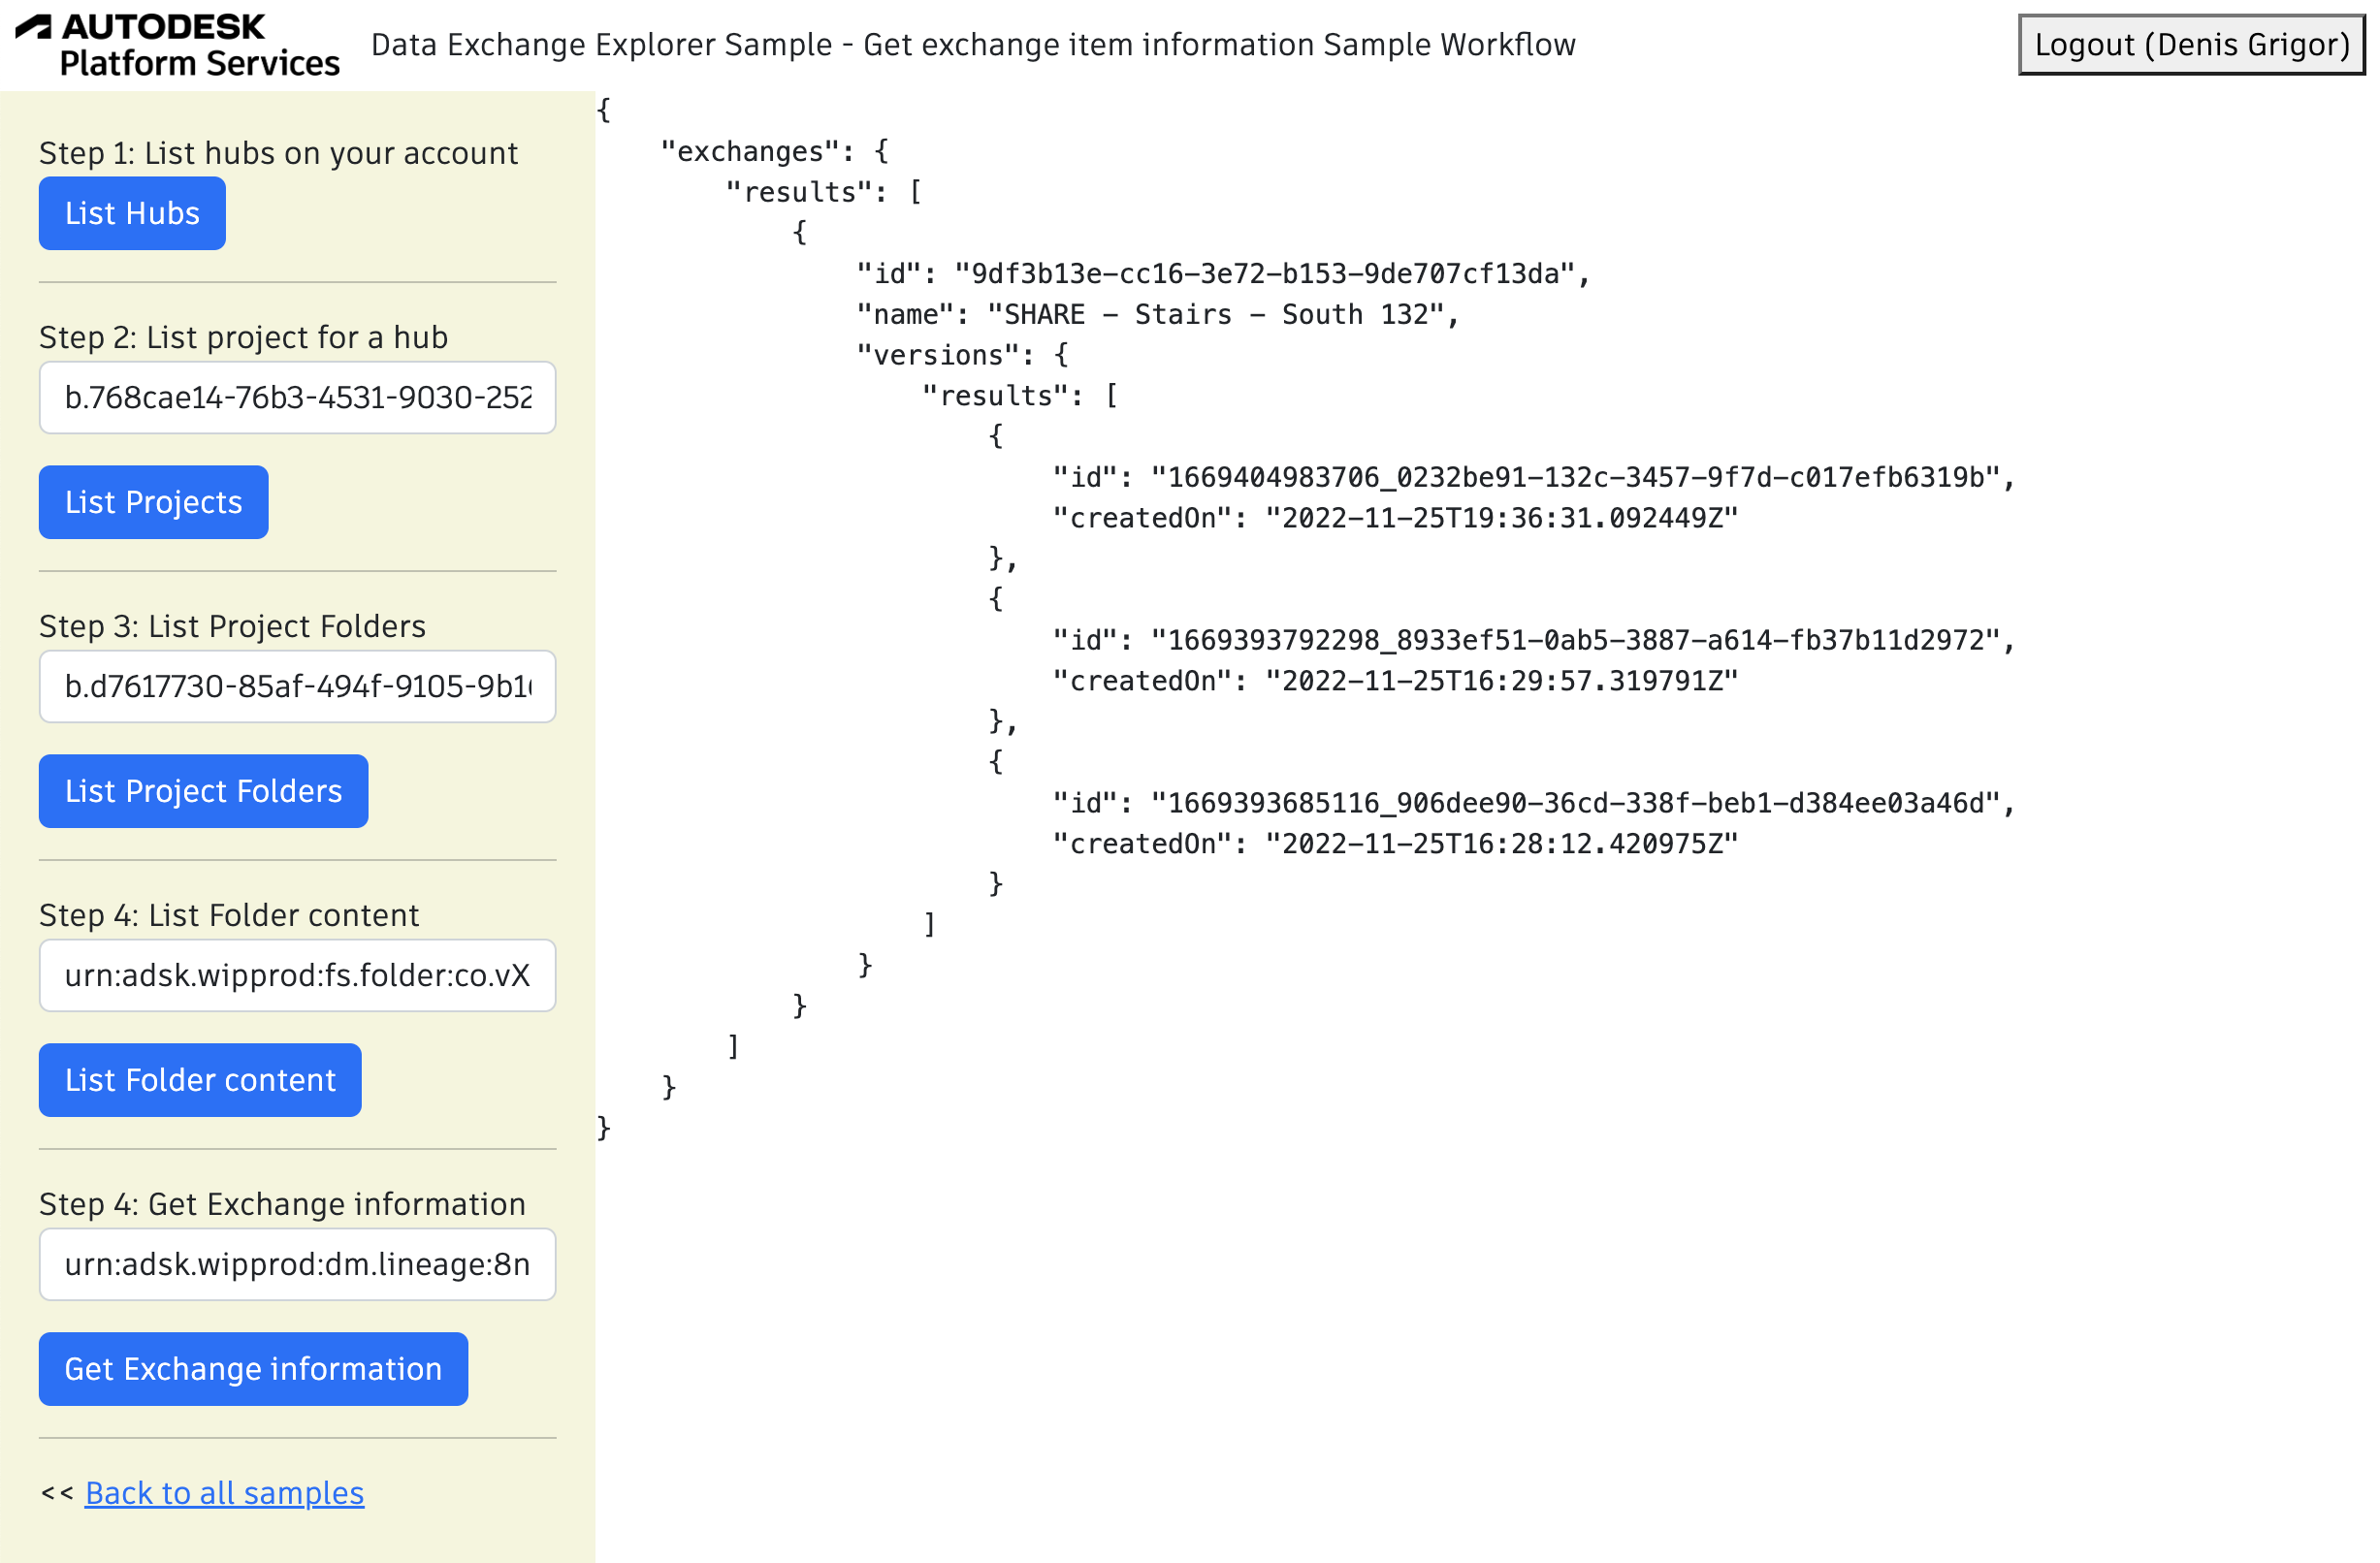 AUTODESK
Platform Services
Data Exchange Explorer Sample - Get exchange item information Sample Workflow
Logout (Denis Grigor)
Step 1: List hubs on your account
List Hubs
Step 2: List project for a hub
b.768cae14-76b3-4531-9030-252
List Projects
Step 3: List Project Folders
b.d7617730-85af-494f-9105-9b1
List Project Folders
Step 4: List Folder content
urn:adsk.wipprod:fs.folder:co.vX
List Folder content
Step 4: Get Exchange information
urn:adsk.wipprod:dm.lineage:8n
Get Exchange information
<< Back to all samples
{
    "exchanges": {
        "results": [
            {
                "id": "9df3b13e-cc16-3e72-b153-9de707cf13da",
                "name": "SHARE - Stairs - South 132",
                "versions": {
                    "results": [
                        {
                            "id": "1669404983706_0232be91-132c-3457-9f7d-c017efb6319b",
                            "createdOn": "2022-11-25T19:36:31.092449Z"
                        },
                        {
                            "id": "1669393792298_8933ef51-0ab5-3887-a614-fb37b11d2972",
                            "createdOn": "2022-11-25T16:29:57.319791Z"
                        },
                        {
                            "id": "1669393685116_906dee90-36cd-338f-beb1-d384ee03a46d",
                            "createdOn": "2022-11-25T16:28:12.420975Z"
                        }
                    ]
                }
            }
        ]
    }
}